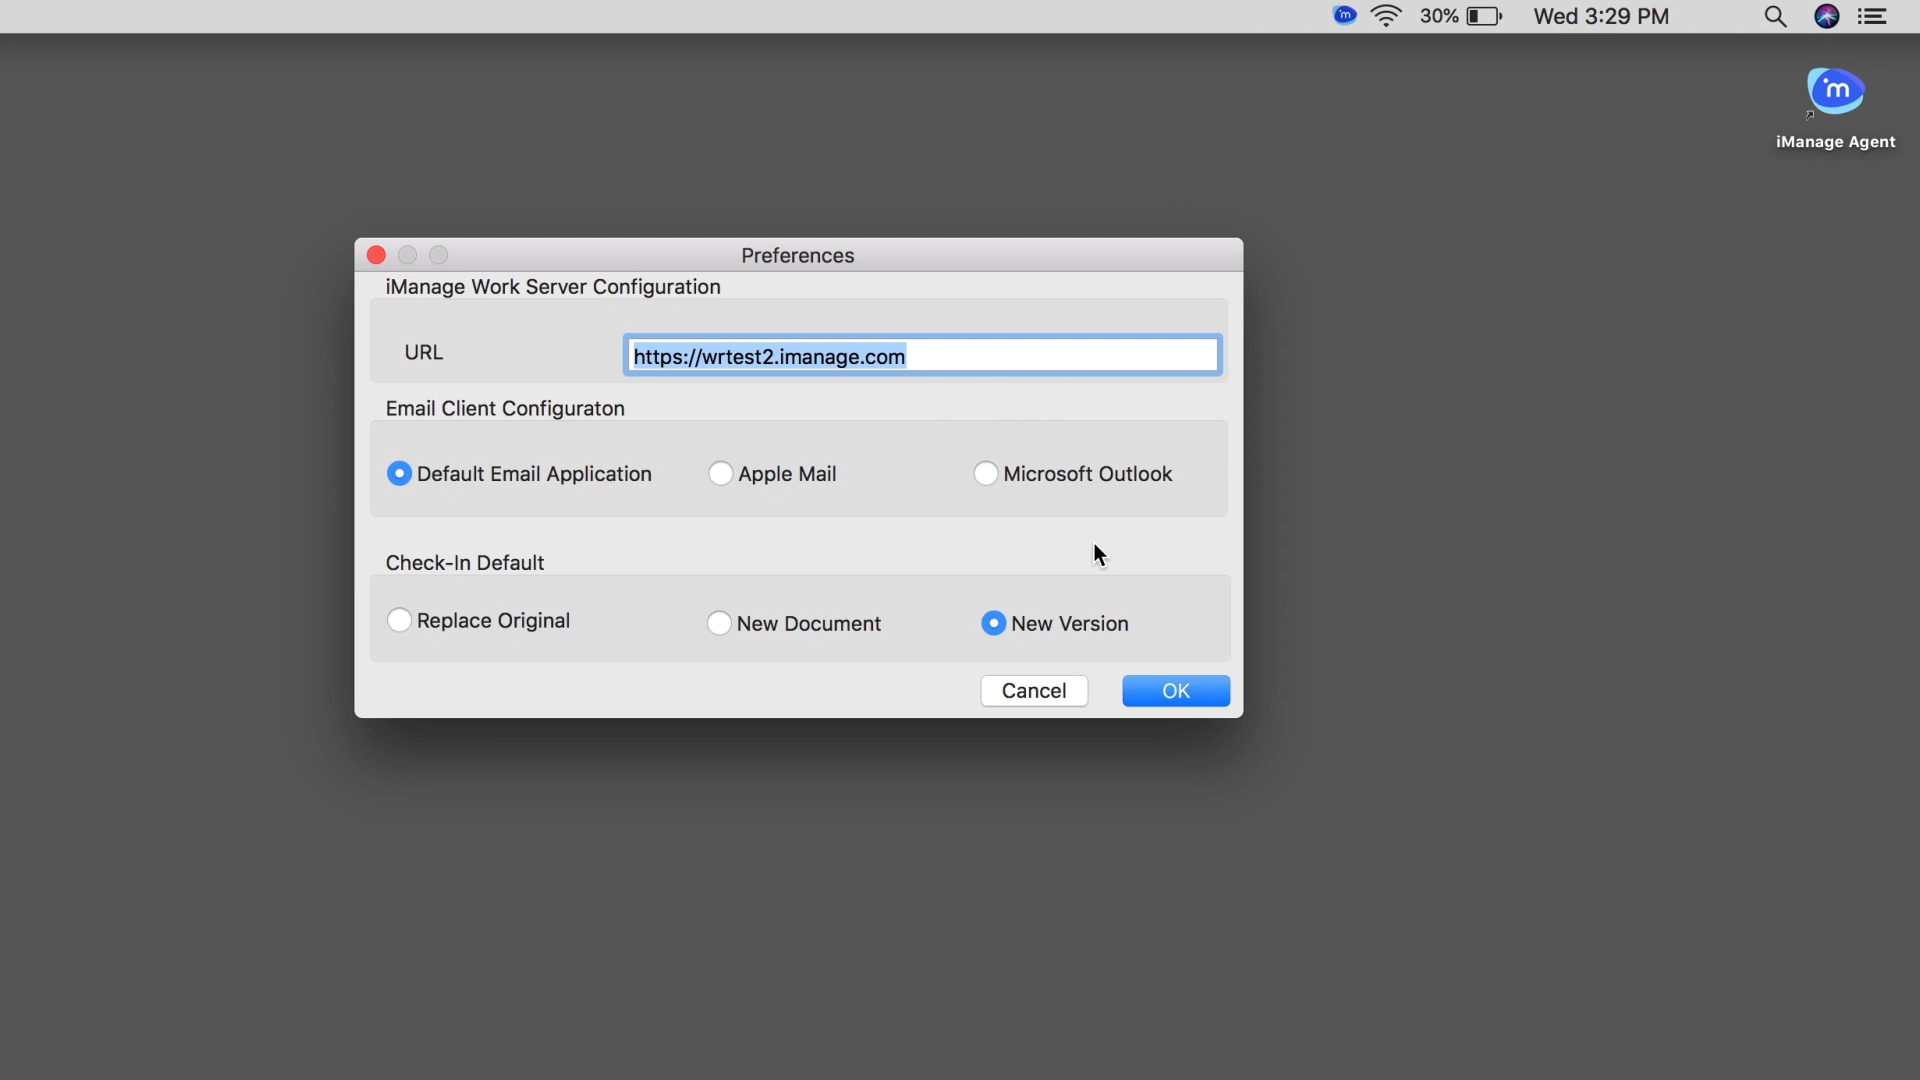 30% Wed 3:29 PM
m
iManage Agent
Preferences
iManage Work Server Configuration
URL https://wrtest2.imanage.com
Email Client Configuraton
Default Email Application Apple Mail Microsoft Outlook
Check-In Default
Replace Original New Document New Version
Cancel OK